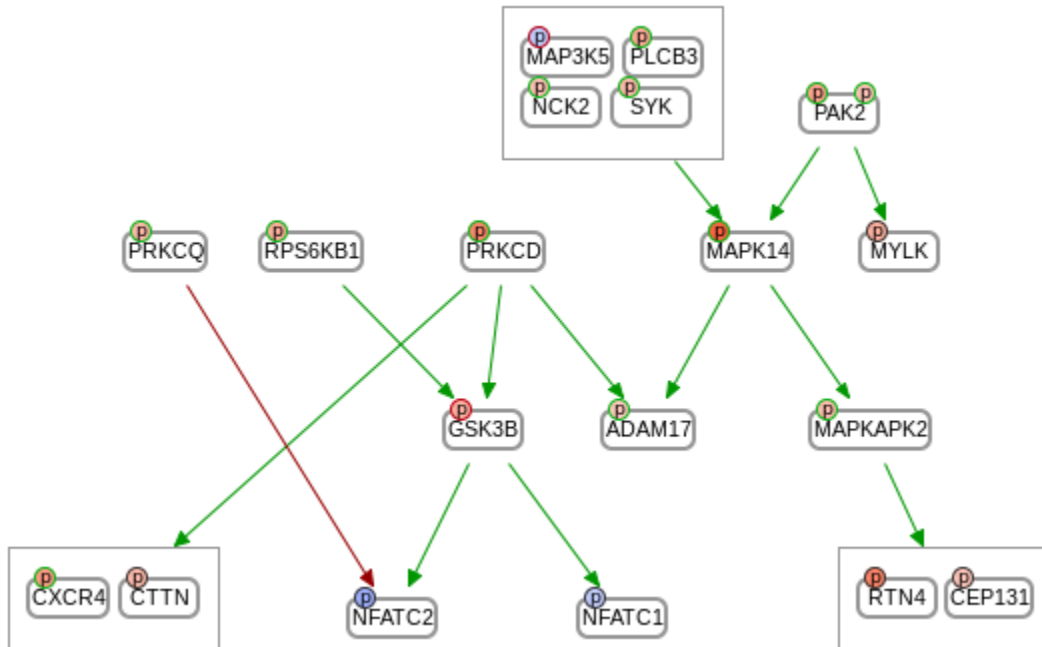 p p
MAP3K5 PLCB3
p p
NCK2 SYK
p p
PAK2
p p p p p
PRKCQ RPS6KB1 PRKCD MAPK14 MYLK
p p p
GSK3B ADAM17 MAPKAPK2
p p p p p p
CXCR4 CTTN NFATC2 NFATC1 RTN4 CEP131